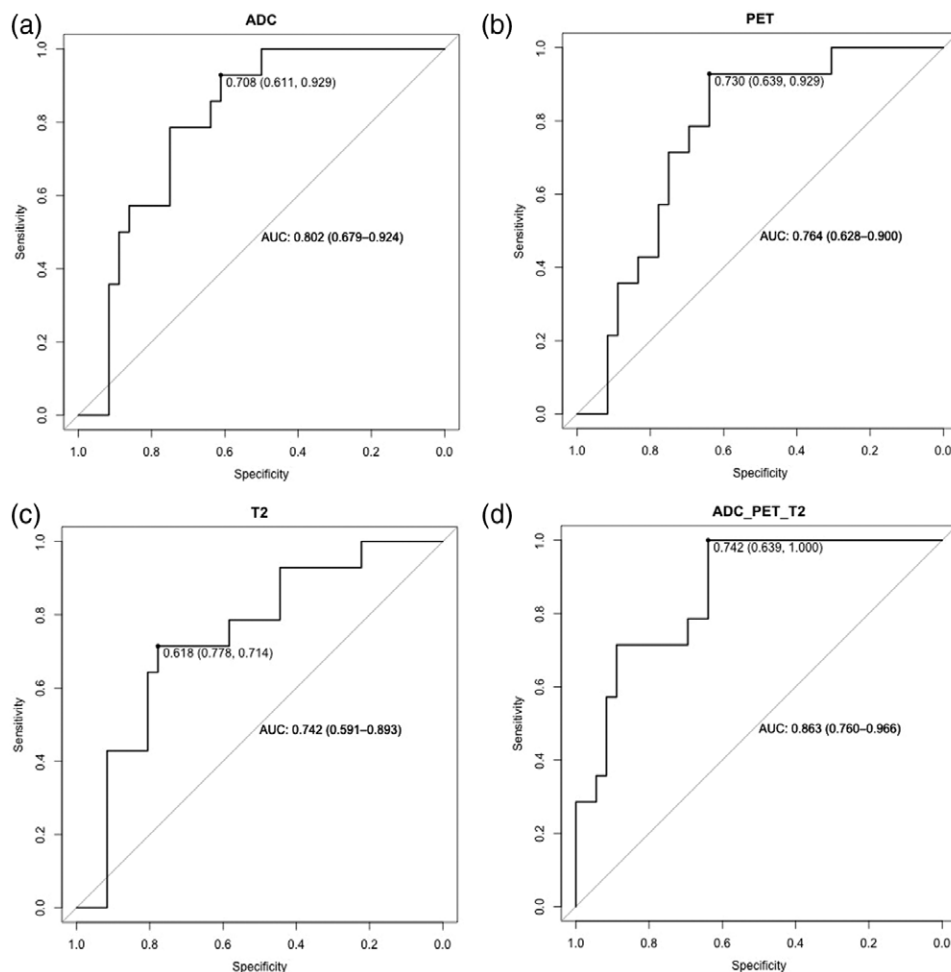 (a)
ADC
1.0
0.8
0.6
0.4
0.2
0.0
Sensitivity
0.708 (0.611, 0.929)
AUC: 0.802 (0.679–0.924)
1.0 0.8 0.6 0.4 0.2 0.0
Specificity
(b)
PET
1.0
0.8
0.6
0.4
0.2
0.0
Sensitivity
0.730 (0.639, 0.929)
AUC: 0.764 (0.628–0.900)
1.0 0.8 0.6 0.4 0.2 0.0
Specificity
(c)
T2
1.0
0.8
0.6
0.4
0.2
0.0
Sensitivity
0.618 (0.778, 0.714)
AUC: 0.742 (0.591–0.893)
1.0 0.8 0.6 0.4 0.2 0.0
Specificity
(d)
ADC_PET_T2
1.0
0.8
0.6
0.4
0.2
0.0
Sensitivity
0.742 (0.639, 1.000)
AUC: 0.863 (0.760–0.966)
1.0 0.8 0.6 0.4 0.2 0.0
Specificity